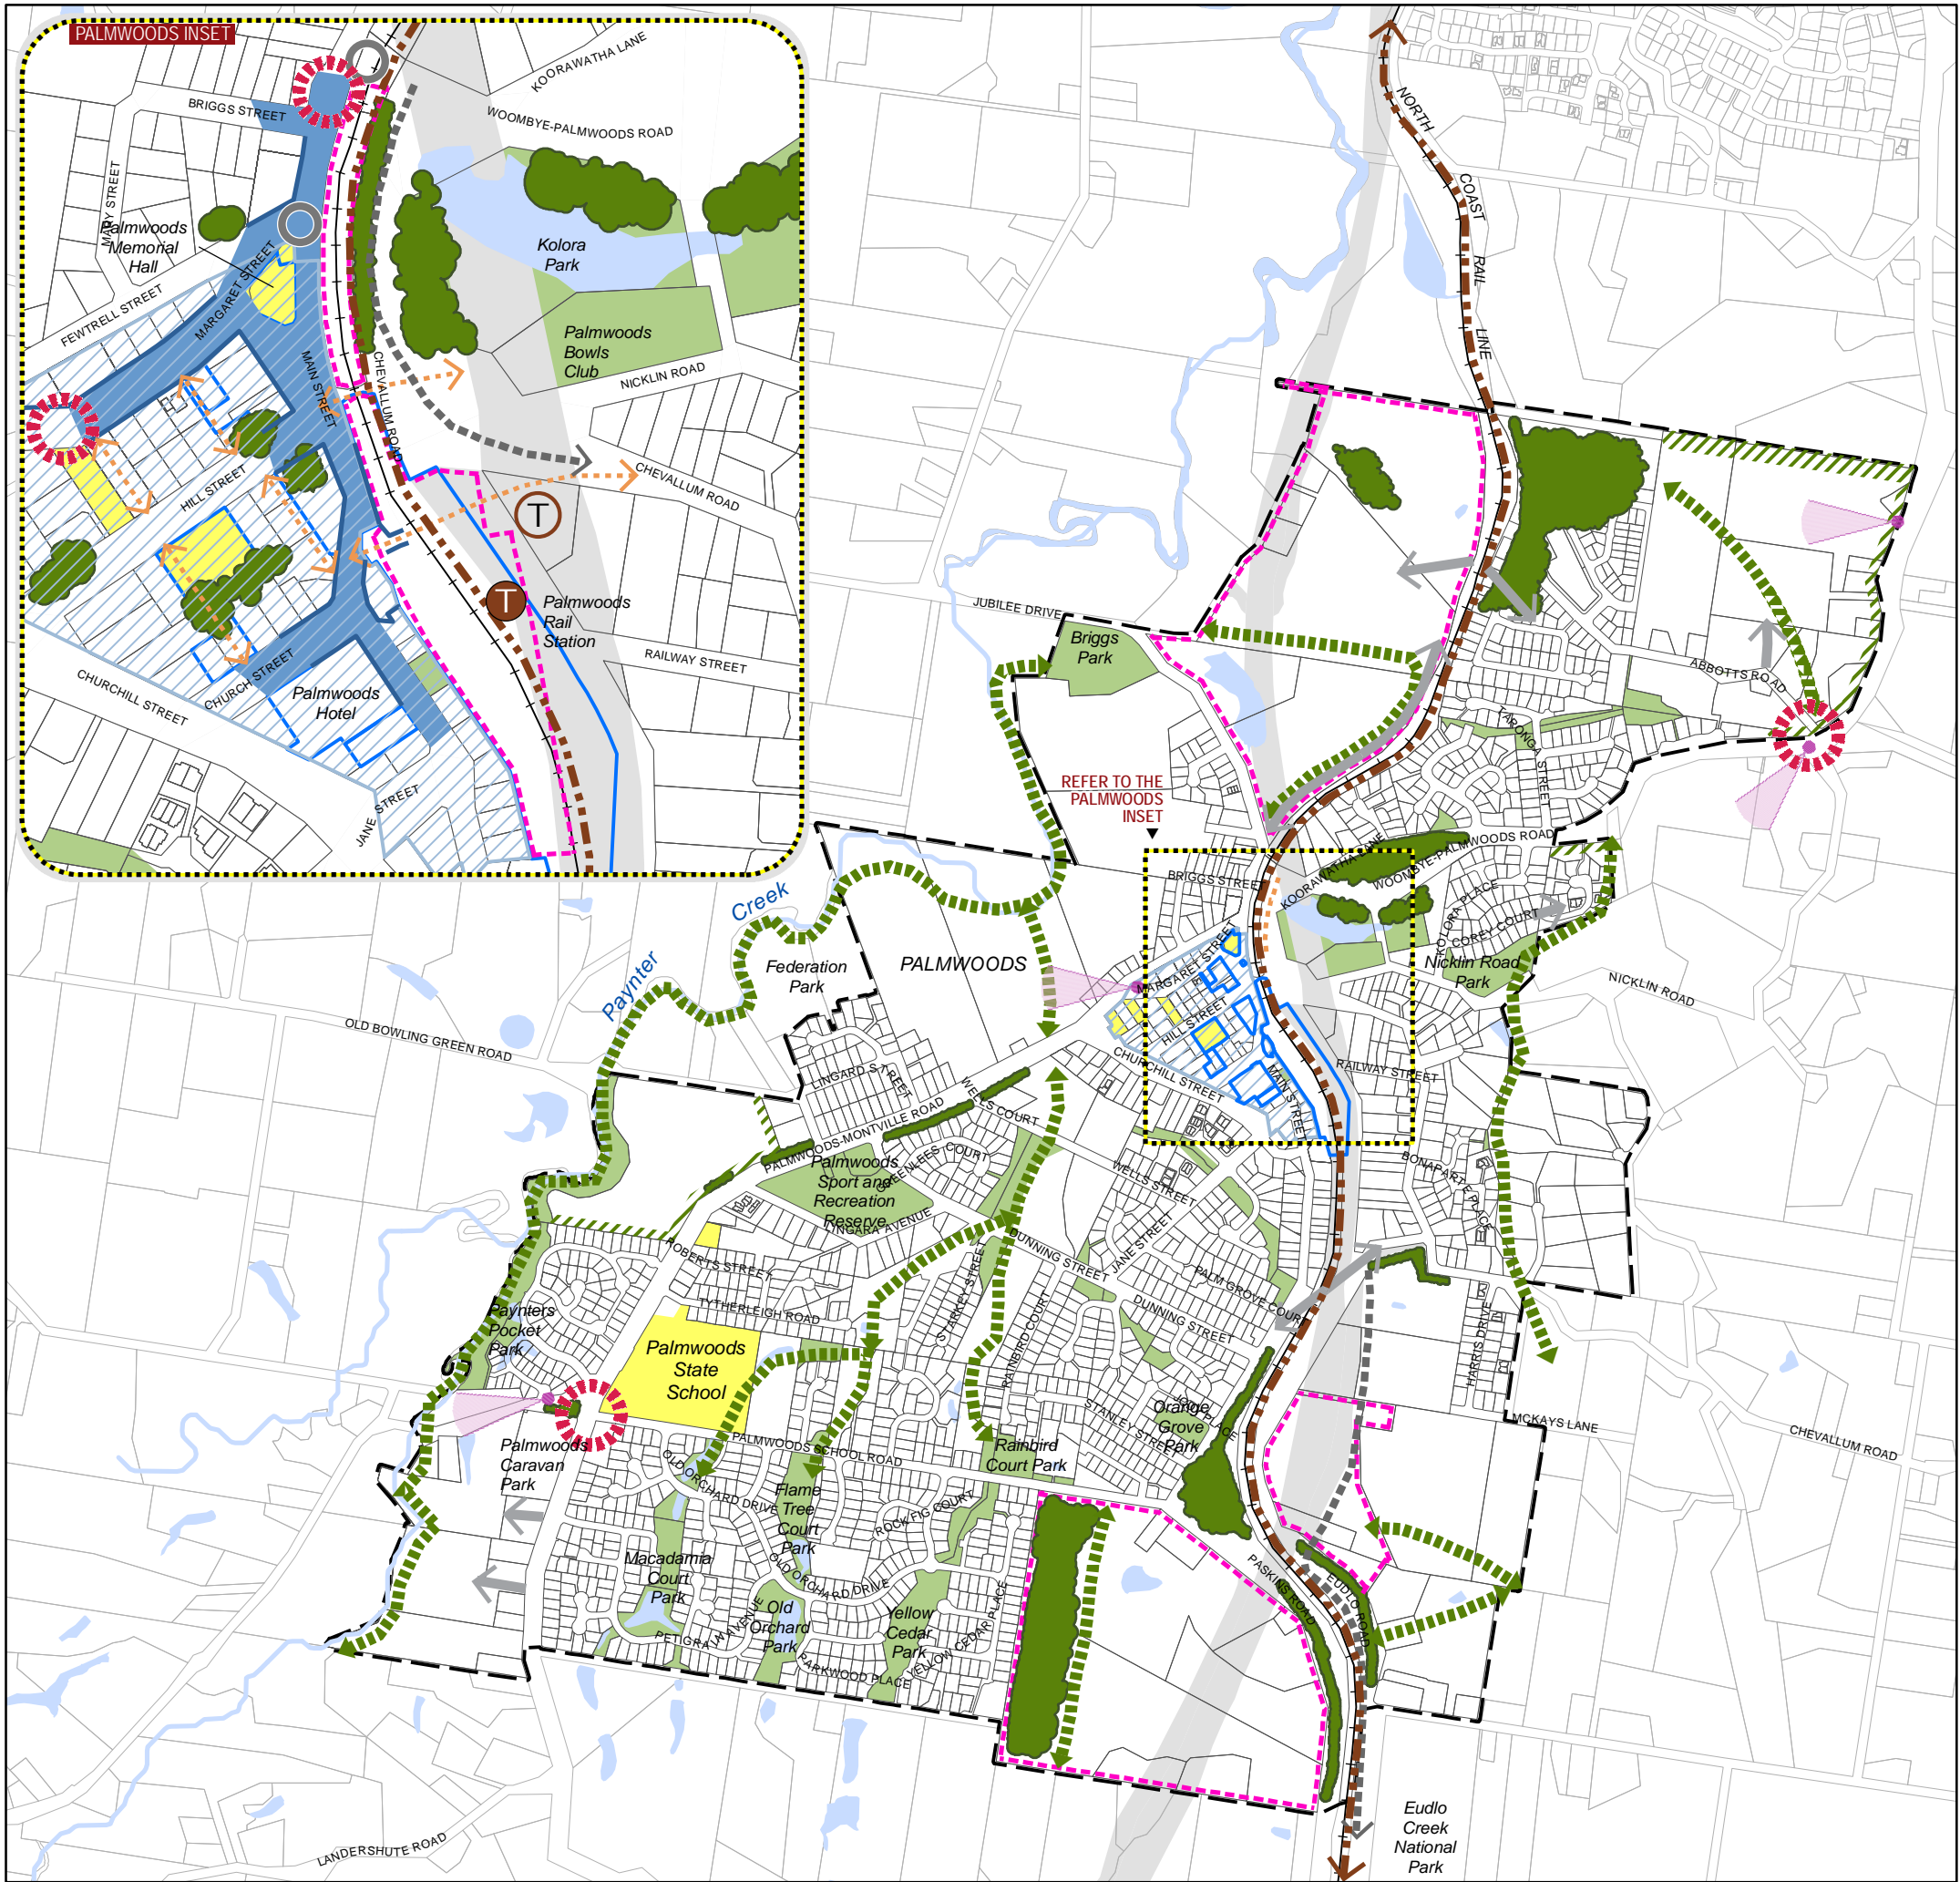 PALMWOODS INSET
KOORAWATHA LANE
BRIGGS STREET
WOOMBYE-PALMWOODS ROAD
MARY STREET
Palmwoods
Memorial
Hall
Kolora
Park
FEWTRELL STREET
MARGARET STREET
MAIN STREET
CHEVALLUM ROAD
Palmwoods
Bowls
Club
NICKLIN ROAD
HILL STREET
CHEVALLUM ROAD
T
T
Palmwoods
Rail
Station
RAILWAY STREET
CHURCHILL STREET
CHURCH STREET
Palmwoods
Hotel
JANE STREET
NORTH
COAST
RAIL
LINE
JUBILEE DRIVE
Briggs
Park
ABBOTTS ROAD
TARONGA STREET
REFER TO THE
PALMWOODS
INSET
BRIGGS STREET
KOORAWATHA LANE
WOOMBYE-PALMWOODS ROAD
KOLORA PLACE
COREY COURT
Nicklin Road
Park
NICKLIN ROAD
Creek
Paynter
Federation
Park
PALMWOODS
MARGARET STREET
HILL STREET
CHURCHILL STREET
MAIN STREET
RAILWAY STREET
OLD BOWLING GREEN ROAD
LINGARD STREET
WELLS COURT
PALMWOODS-MONTVILLE ROAD
GREENLEES COURT
Palmwoods
Sport and
Recreation
Reserve
LINGARA AVENUE
WELLS STREET
BONAPARTE PLACE
ROBERTS STREET
DUNNING STREET
JANE STREET
PALM GROVE COURT
TYTHERLEIGH ROAD
STARKEY STREET
RAINBIRD COURT
DUNNING STREET
HARRIS DRIVE
Paynters
Pocket
Park
Palmwoods
State
School
JOY PLACE
Orange
Grove
Park
STANLEY STREET
MCKAYS LANE
CHEVALLUM ROAD
Palmwoods
Caravan
Park
PALMWOODS SCHOOL ROAD
Rainbird
Court Park
OLD ORCHARD DRIVE
Flame
Tree
Court
Park
ROCK FIG COURT
Macadamia
Court
Park
OLD ORCHARD DRIVE
PASKINS ROAD
EUDLO ROAD
PETIGRAIN AVENUE
Old
Orchard
Park
Yellow
Cedar
Park
YELLOW CEDAR PLACE
PARKWOOD PLACE
LANDERSHUTE ROAD
Eudlo
Creek
National
Park